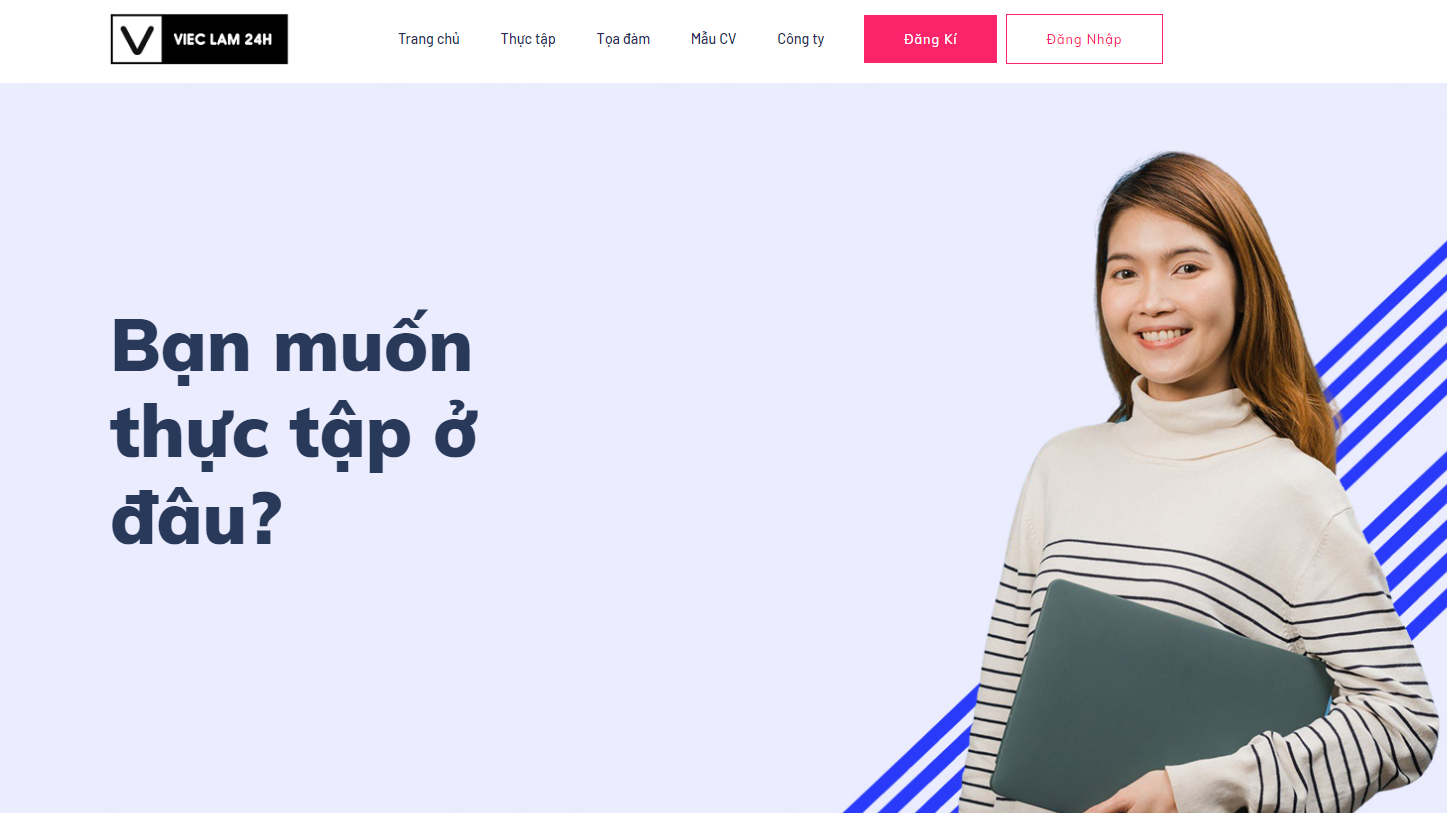 V VIEC LAM 24H
Trang chủ Thực tập Tọa đàm Mẫu CV Công ty Đăng Kí Đăng Nhập
Bạn muốn
thực tập ở
đâu?